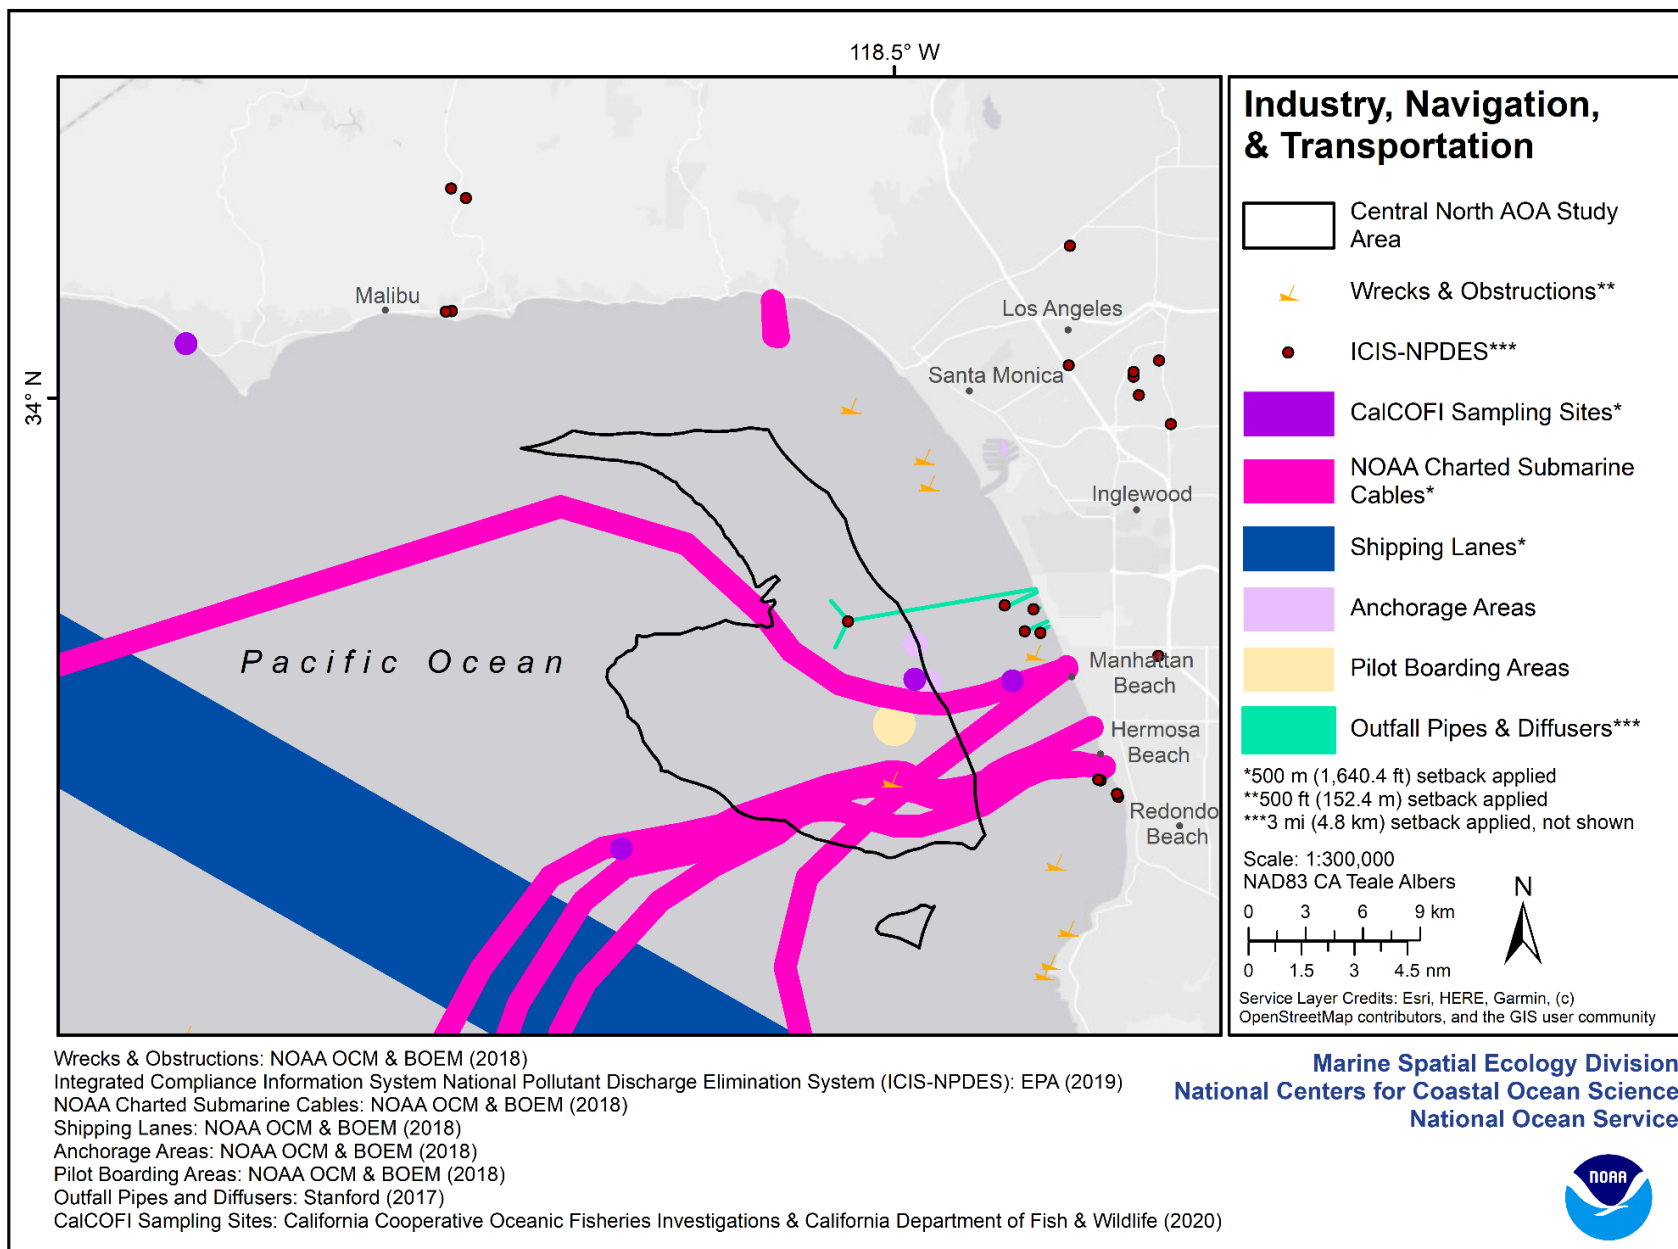 118.5° W
34° N
Malibu
Los Angeles
Santa Monica
Inglewood
Pacific Ocean
Manhattan
Beach
Hermosa
Beach
Redondo
Beach
Industry, Navigation,
& Transportation
Central North AOA Study
Area
Wrecks & Obstructions**
ICIS-NPDES***
CalCOFI Sampling Sites*
NOAA Charted Submarine
Cables*
Shipping Lanes*
Anchorage Areas
Pilot Boarding Areas
Outfall Pipes & Diffusers***
*500 m (1,640.4 ft) setback applied
**500 ft (152.4 m) setback applied
***3 mi (4.8 km) setback applied, not shown
Scale: 1:300,000
NAD83 CA Teale Albers
N
0 3 6 9 km
0 1.5 3 4.5 nm
Service Layer Credits: Esri, HERE, Garmin, (c)
OpenStreetMap contributors, and the GIS user community
Wrecks & Obstructions: NOAA OCM & BOEM (2018)
Integrated Compliance Information System National Pollutant Discharge Elimination System (ICIS-NPDES): EPA (2019)
NOAA Charted Submarine Cables: NOAA OCM & BOEM (2018)
Shipping Lanes: NOAA OCM & BOEM (2018)
Anchorage Areas: NOAA OCM & BOEM (2018)
Pilot Boarding Areas: NOAA OCM & BOEM (2018)
Outfall Pipes and Diffusers: Stanford (2017)
CalCOFI Sampling Sites: California Cooperative Oceanic Fisheries Investigations & California Department of Fish & Wildlife (2020)
Marine Spatial Ecology Division
National Centers for Coastal Ocean Science
National Ocean Service
NOAA